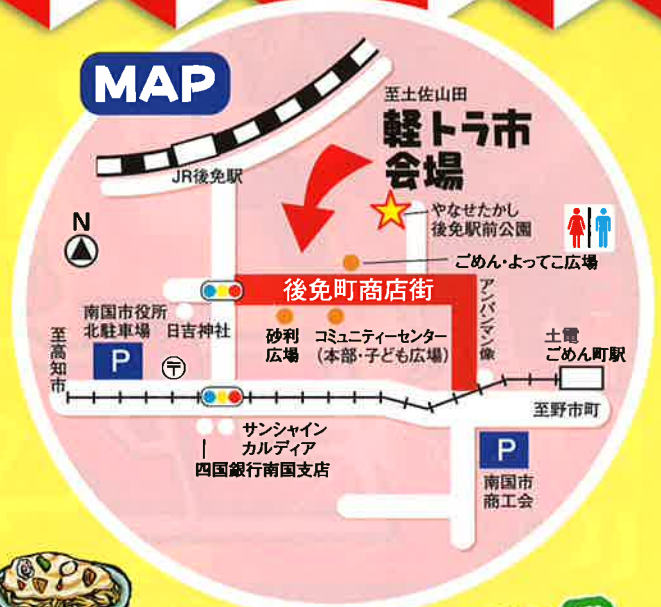 MAP
至土佐山田
軽トラ市
会場
JR後免駅
やなせたかし
後免駅前公園
N
ごめん・よってこ広場
後免町商店街
アンパンマン像
南国市役所
北駐車場
日吉神社
砂利
広場
コミュニティーセンター
(本部・子ども広場)
土電
ごめん町駅
至高知市
P
〒
至野市町
サンシャイン
カルディア
四国銀行南国支店
P
南国市
商工会